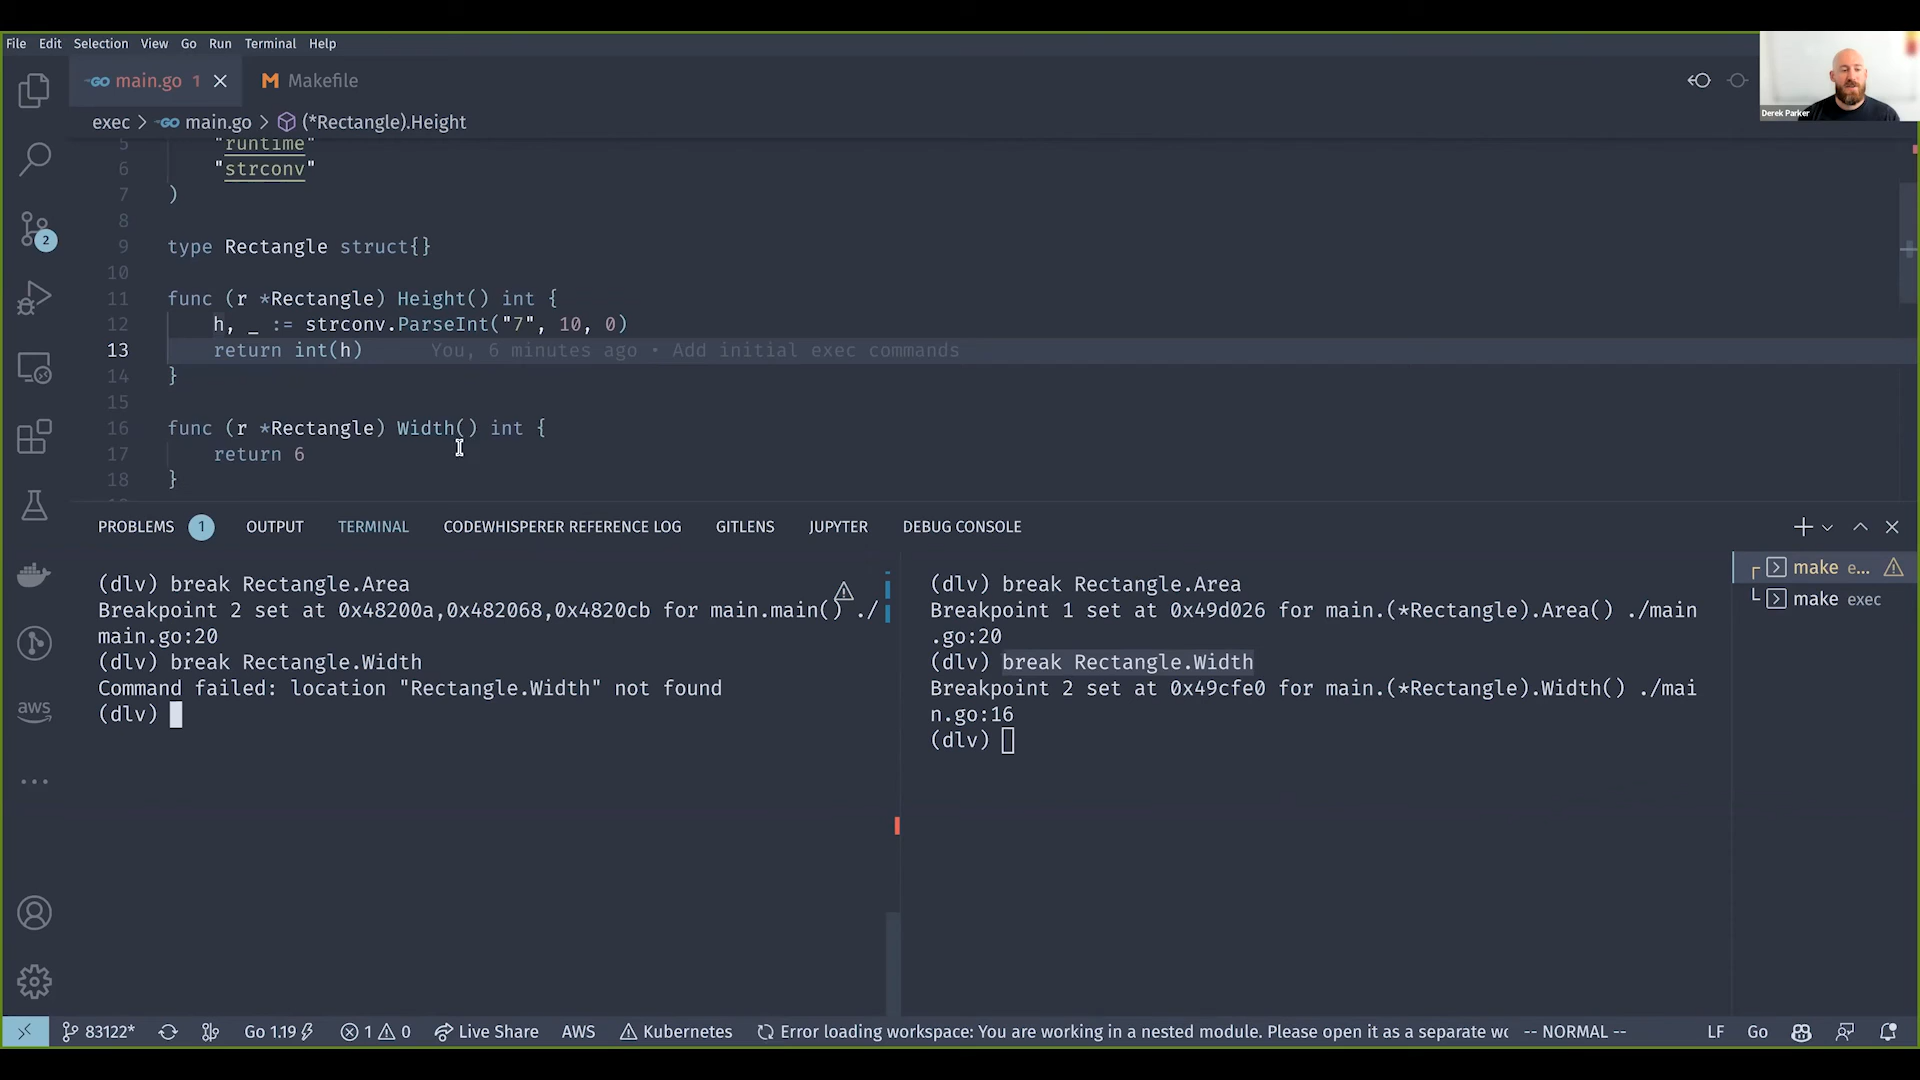 File Edit Selection View Go Run Terminal Help
main.go 1
Makefile
Derek Parker
exec > main.go > (*Rectangle).Height
5 "runtime"
6 "strconv"
7 )
8
9 type Rectangle struct{}
10
11 func (r *Rectangle) Height() int {
12 h, _ := strconv.ParseInt("7", 10, 0)
13 return int(h) You, 6 minutes ago • Add initial exec commands
14 }
15
16 func (r *Rectangle) Width() int {
17 return 6
18 }
2
PROBLEMS 1 OUTPUT TERMINAL CODEWHISPERER REFERENCE LOG GITLENS JUPYTER DEBUG CONSOLE
(dlv) break Rectangle.Area
Breakpoint 2 set at 0x48200a,0x482068,0x4820cb for main.main() ./
main.go:20
(dlv) break Rectangle.Width
Command failed: location "Rectangle.Width" not found
(dlv)
(dlv) break Rectangle.Area
Breakpoint 1 set at 0x49d026 for main.(*Rectangle).Area() ./main
.go:20
(dlv) break Rectangle.Width
Breakpoint 2 set at 0x49cfe0 for main.(*Rectangle).Width() ./mai
n.go:16
(dlv)
make e...
make exec
aws
83122* Go 1.19 1 0 Live Share AWS Kubernetes Error loading workspace: You are working in a nested module. Please open it as a separate -- NORMAL -- LF Go